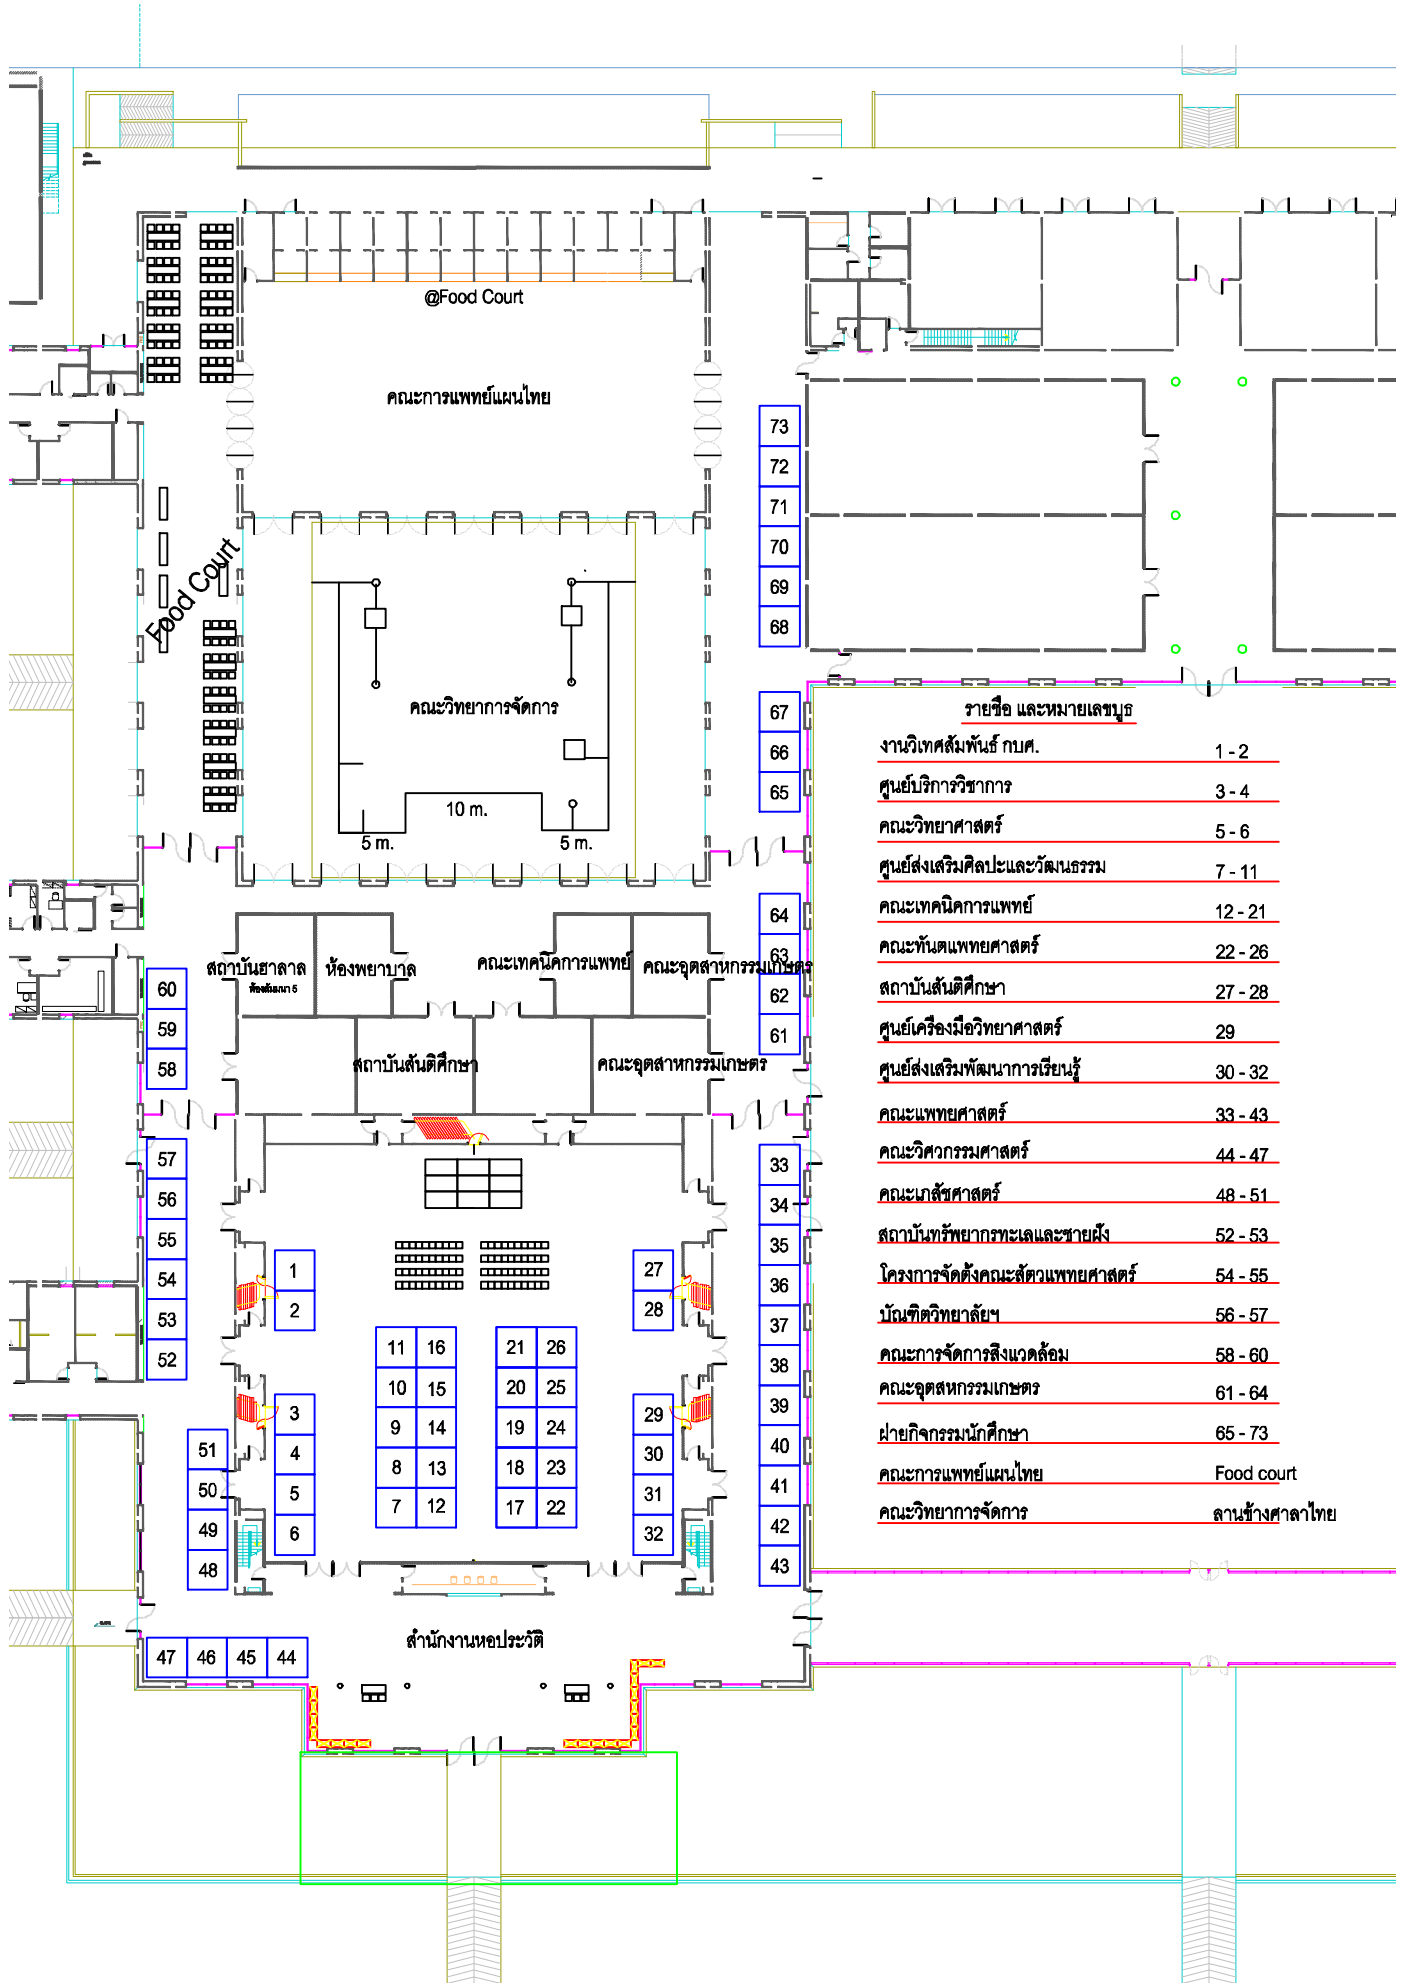 @Food Court
คณะการแพทย์แผนไทย
73
72
71
70
69
68
Food Court
คณะวิทยาการจัดการ
10 m.
5 m.
5 m.
67
66
65
64
63
62
61
สถาบันฮาลาล
ห้องสัมมนา 5
ห้องพยาบาล
คณะเทคนิคการแพทย์
คณะอุตสาหกรรมเกษตร
60
59
58
สถาบันสันติศึกษา
คณะอุตสาหกรรมเกษตร
57
56
55
54
53
52
33
34
35
36
37
38
39
40
41
42
43
1
2
27
28
11 16
10 15
9 14
8 13
7 12
21 26
20 25
19 24
18 23
17 22
3
4
5
6
29
30
31
32
51
50
49
48
สำนักงานหอประวัติ
47 46 45 44
รายชื่อ และหมายเลขบูธ
งานวิเทศสัมพันธ์ กบศ. 1 - 2
ศูนย์บริการวิชาการ 3 - 4
คณะวิทยาศาสตร์ 5 - 6
ศูนย์ส่งเสริมศิลปะและวัฒนธรรม 7 - 11
คณะเทคนิคการแพทย์ 12 - 21
คณะทันตแพทยศาสตร์ 22 - 26
สถาบันสันติศึกษา 27 - 28
ศูนย์เครื่องมือวิทยาศาสตร์ 29
ศูนย์ส่งเสริมพัฒนาการเรียนรู้ 30 - 32
คณะแพทยศาสตร์ 33 - 43
คณะวิศวกรรมศาสตร์ 44 - 47
คณะเภสัชศาสตร์ 48 - 51
สถาบันทรัพยากรทะเลและชายฝั่ง 52 - 53
โครงการจัดตั้งคณะสัตวแพทยศาสตร์ 54 - 55
บัณฑิตวิทยาลัยฯ 56 - 57
คณะการจัดการสิ่งแวดล้อม 58 - 60
คณะอุตสหกรรมเกษตร 61 - 64
ฝ่ายกิจกรรมนักศึกษา 65 - 73
คณะการแพทย์แผนไทย Food court
คณะวิทยาการจัดการ ลานข้างศาลาไทย